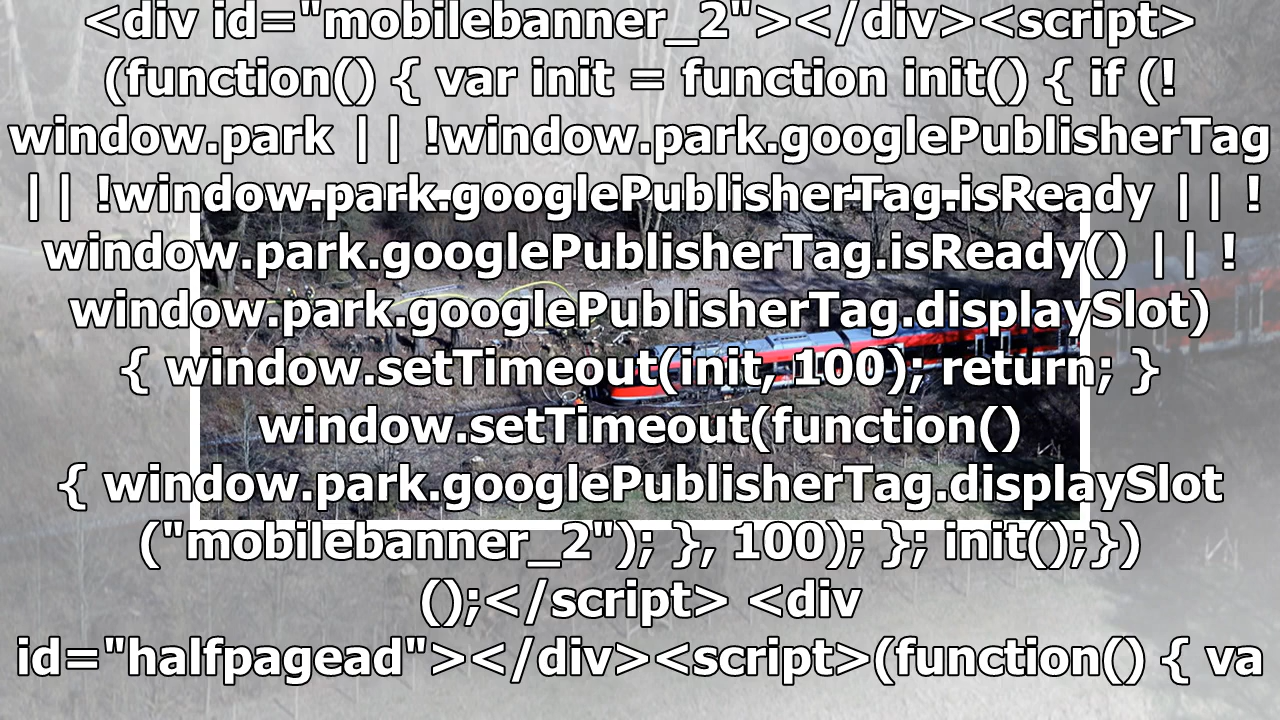 <div id="mobilebanner_2"></div><script>
(function() { var init = function init() { if (!
window.park || !window.park.googlePublisherTag
|| !window.park.googlePublisherTag.isReady || !
window.park.googlePublisherTag.isReady() || !
window.park.googlePublisherTag.displaySlot)
{ window.setTimeout(init, 100); return; }
window.setTimeout(function()
{ window.park.googlePublisherTag.displaySlot
("mobilebanner_2"); }, 100); }; init();})
();</script> <div
id="halfpagead"></div><script>(function() { va